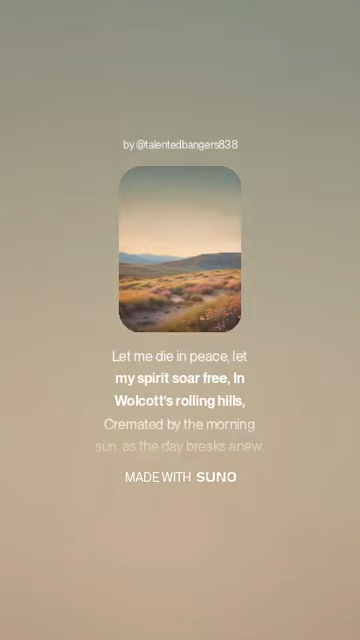 by @talentedbangers838
Let me die in peace, let
my spirit soar free, In
Wolcott's rolling hills,
Cremated by the morning
sun, as the day breaks anew,
MADE WITH SUNO